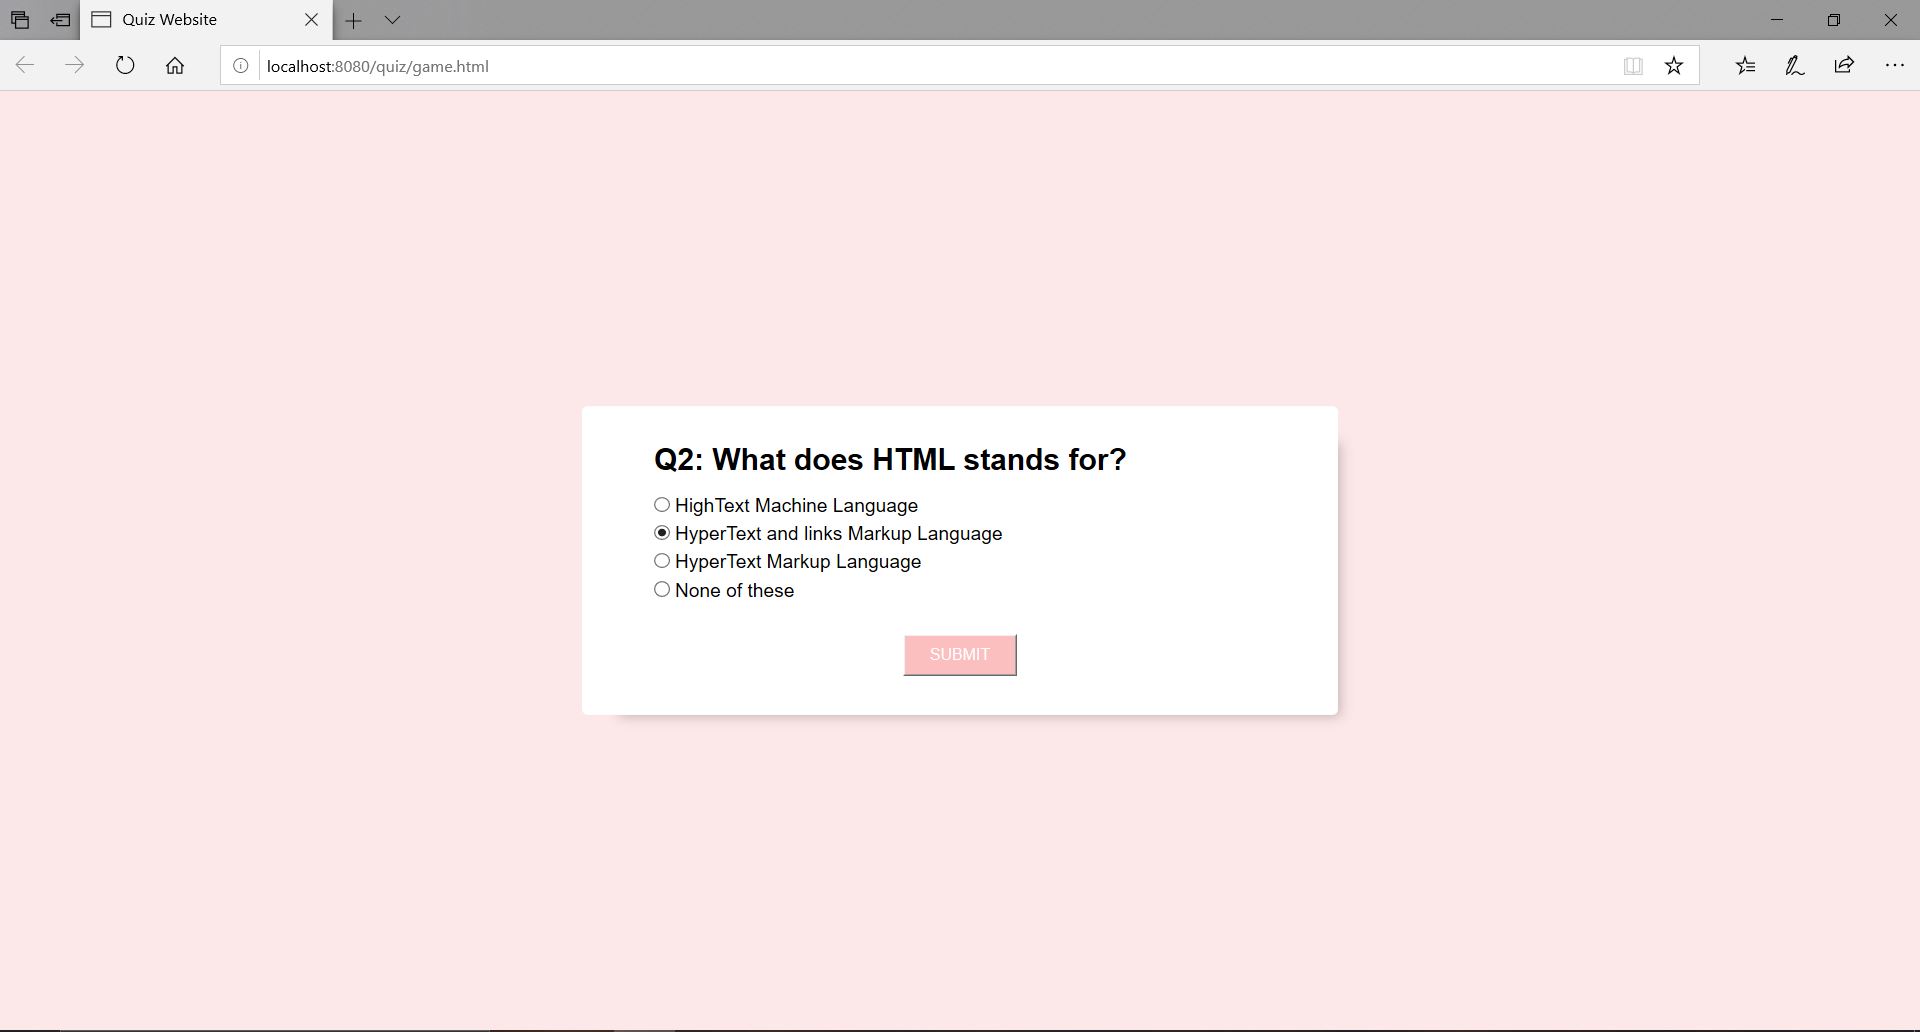 Quiz Website
localhost:8080/quiz/game.html
Q2: What does HTML stands for?
HighText Machine Language
HyperText and links Markup Language
HyperText Markup Language
None of these
SUBMIT